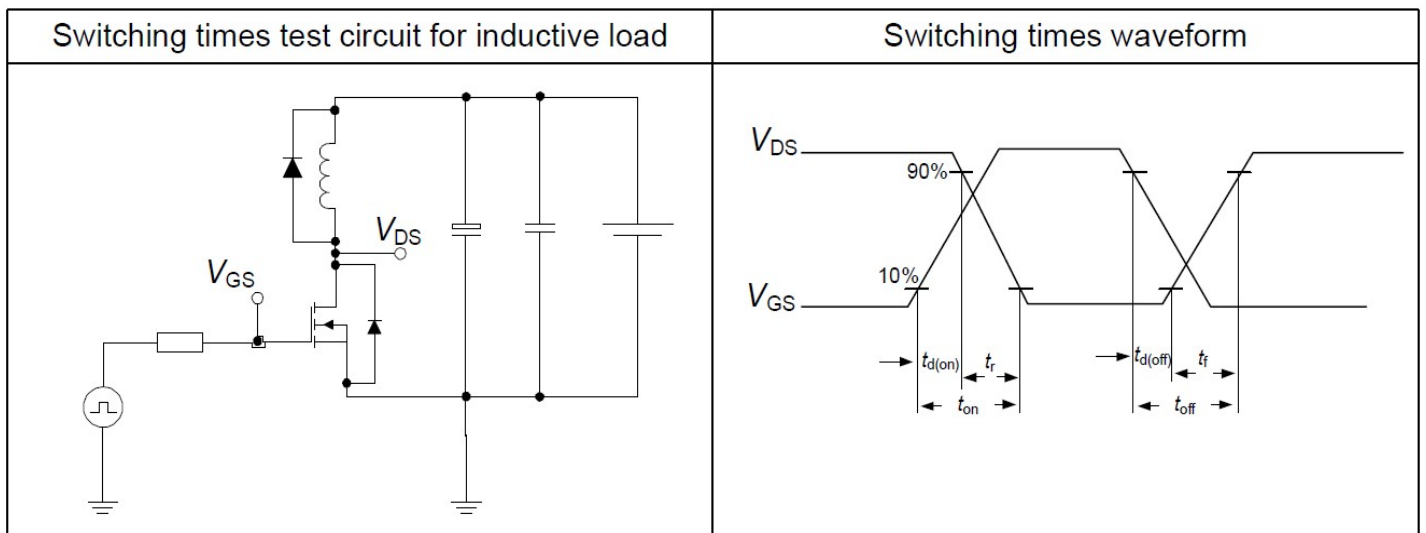 Switching times test circuit for inductive load
Switching times waveform
VDS
VGS
VDS
90%
10%
VGS
td(on)
tr
td(off)
tf
ton
toff